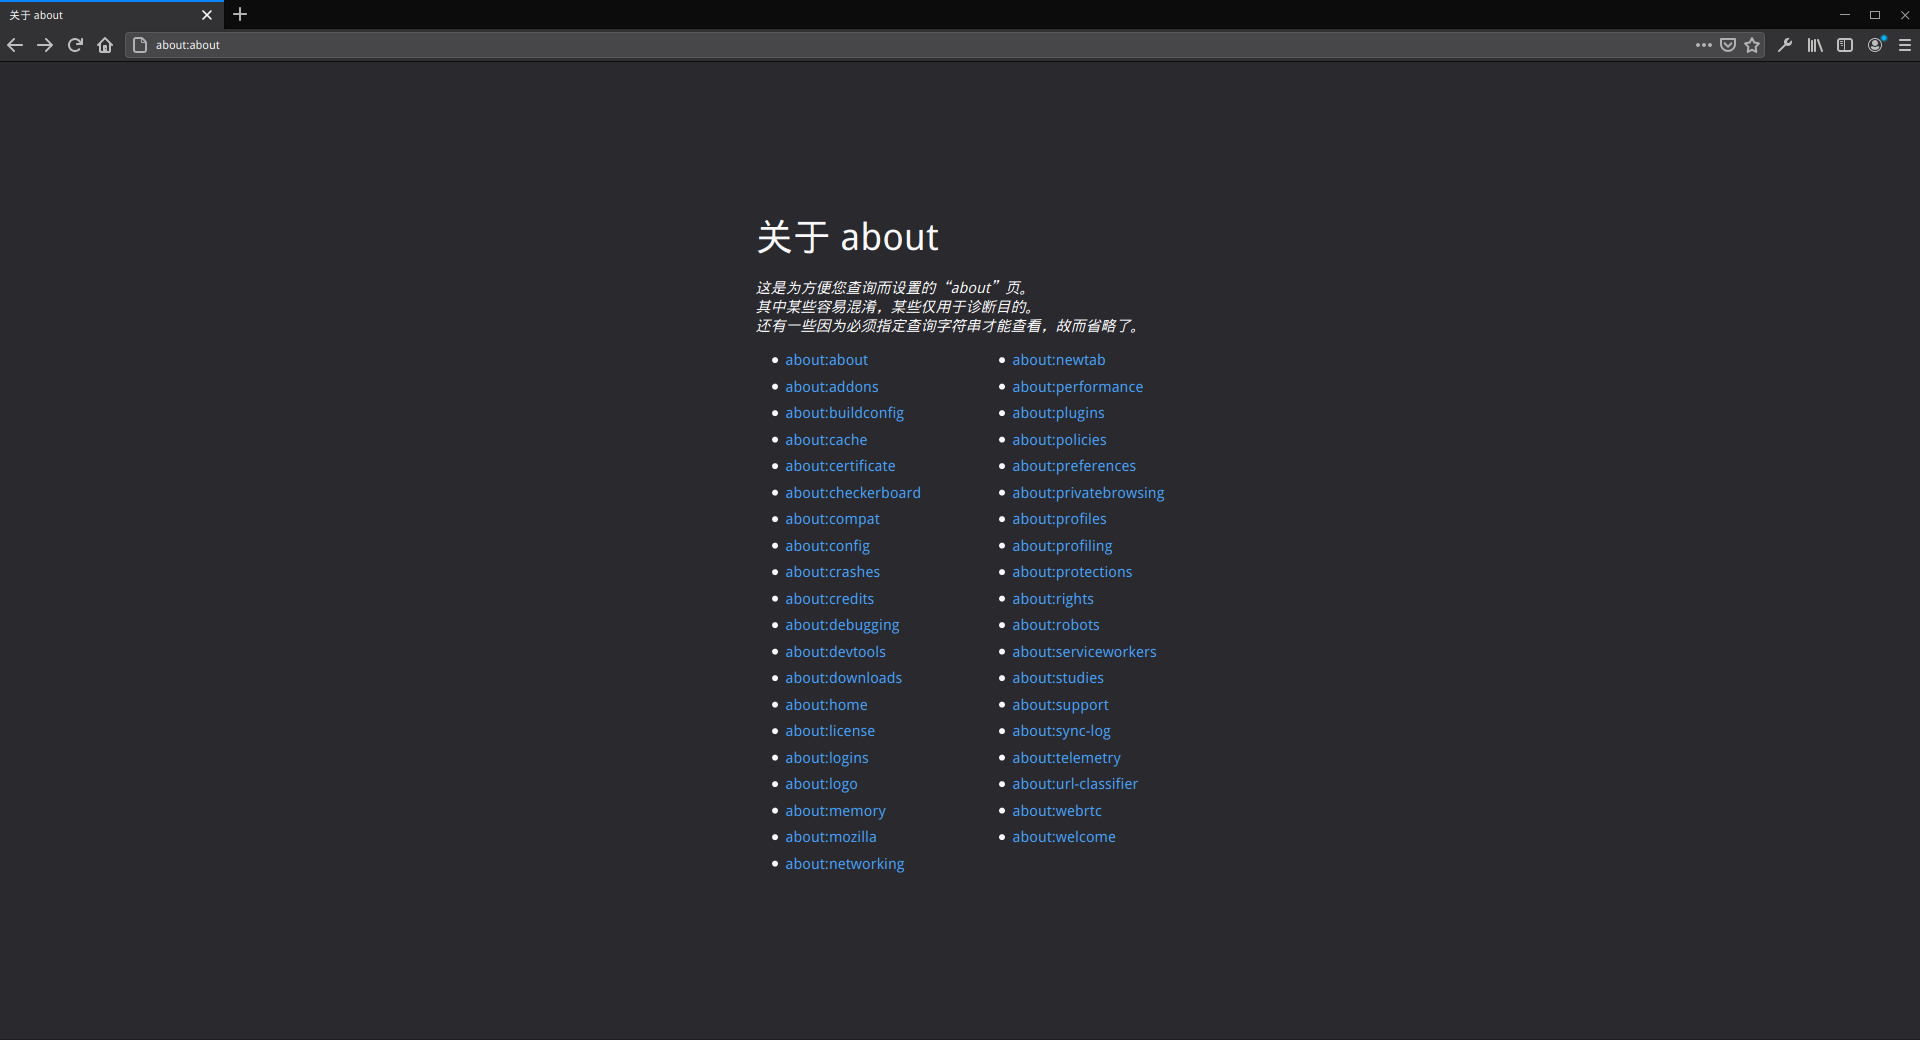 关于 about
about:about
关于 about
这是为方便您查询而设置的“about”页。
其中某些容易混淆，某些仅用于诊断目的。
还有一些因为必须指定查询字符串才能查看，故而省略了。
about:about
about:addons
about:buildconfig
about:cache
about:certificate
about:checkerboard
about:compat
about:config
about:crashes
about:credits
about:debugging
about:devtools
about:downloads
about:home
about:license
about:logins
about:logo
about:memory
about:mozilla
about:networking
about:newtab
about:performance
about:plugins
about:policies
about:preferences
about:privatebrowsing
about:profiles
about:profiling
about:protections
about:rights
about:robots
about:serviceworkers
about:studies
about:support
about:sync-log
about:telemetry
about:url-classifier
about:webrtc
about:welcome